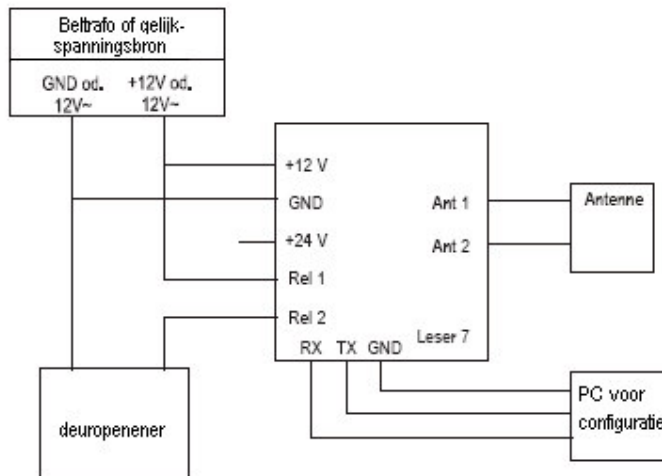 Beltrafo of gelijk-
spanningsbron
GND od. +12V od.
12V~ 12V~
+12 V
GND Ant 1 Antenne
+24 V Ant 2
Rel 1
Rel 2
Leser 7
RX TX GND
deuropenener
PC voor
configuratie